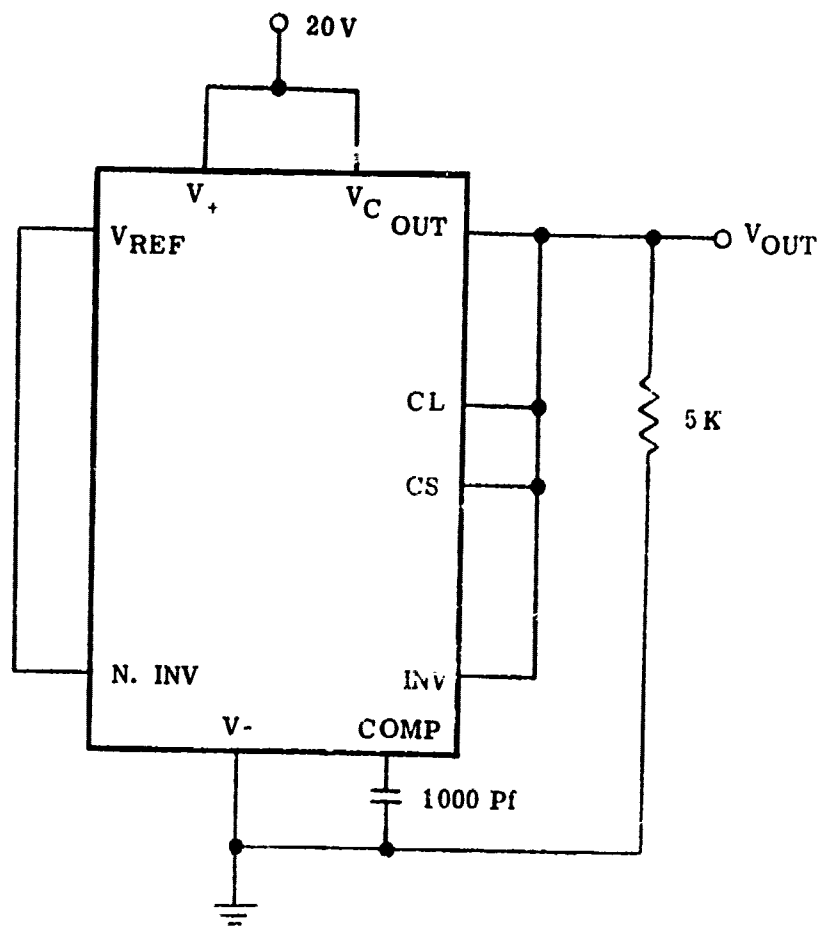 20V
V+
VC
VREF
OUT
VOUT
CL
5K
CS
N. INV
INV
V-
COMP
1000 Pf